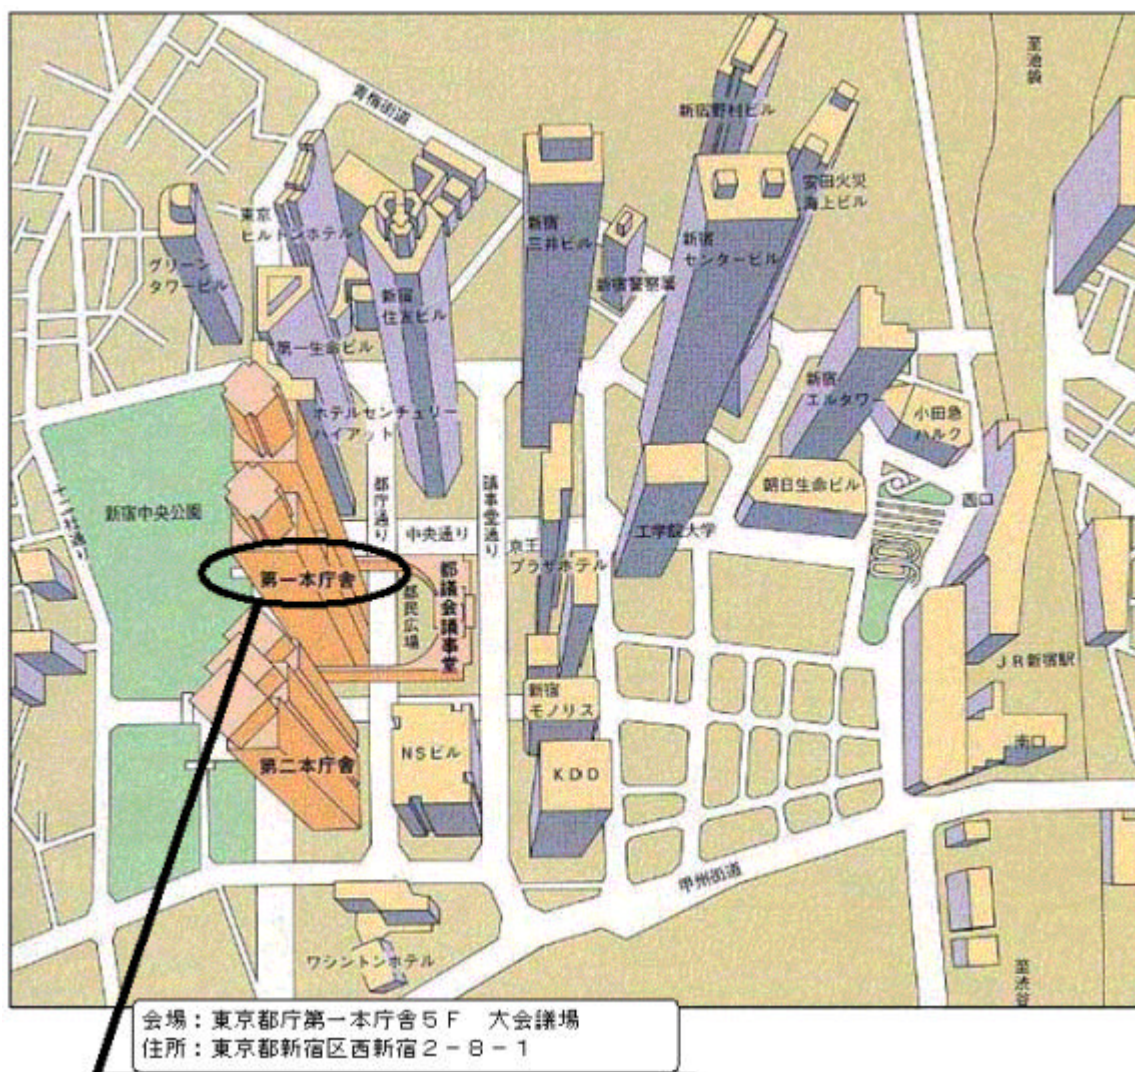 至池袋
青梅街道
新宿野村ビル
安田火災
海上ビル
東京
ヒルトンホテル
新宿
三井ビル
新宿
センタービル
グリーン
タワービル
新宿警察署
新宿
住友ビル
第一生命ビル
新宿
エルタワー
小田急
ハルク
ホテルセンチュリー
ハイアット
都庁通り
議事堂通り
朝日生命ビル
西口
新宿中央公園
中央通り
工学院大学
京王
プラザホテル
第一本庁舎
都民広場
都議会議事堂
JR新宿駅
新宿
モノリス
南口
第二本庁舎
NSビル
KDD
甲州街道
ワシントンホテル
至渋谷
会場：東京都庁第一本庁舎５Ｆ　大会議場
住所：東京都新宿区西新宿２－８－１